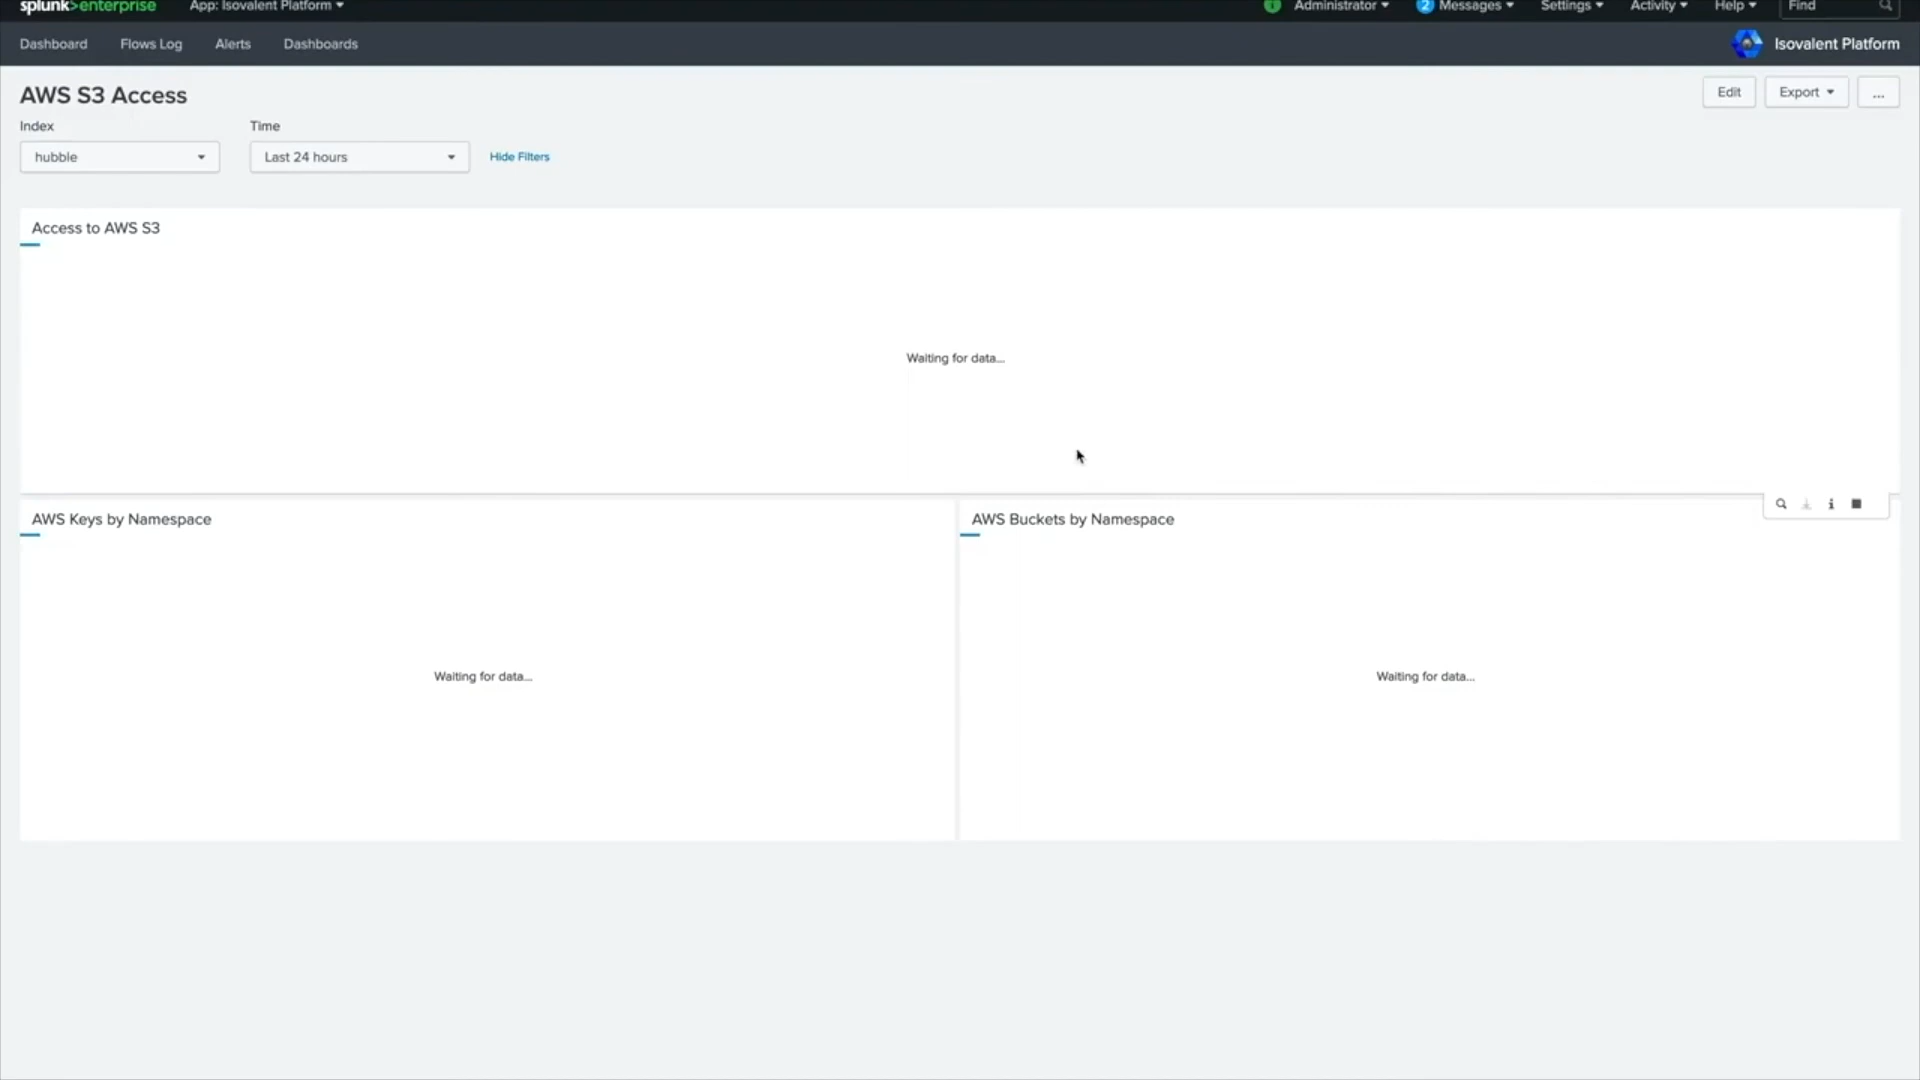 splunk>enterprise App: Isovalent Platform
i Administrator 2 Messages Settings Activity Help Find
Dashboard Flows Log Alerts Dashboards Isovalent Platform
AWS S3 Access
Edit Export ...
Index Time
hubble Last 24 hours Hide Filters
Access to AWS S3
Waiting for data...
AWS Keys by Namespace
AWS Buckets by Namespace
Waiting for data...
Waiting for data...